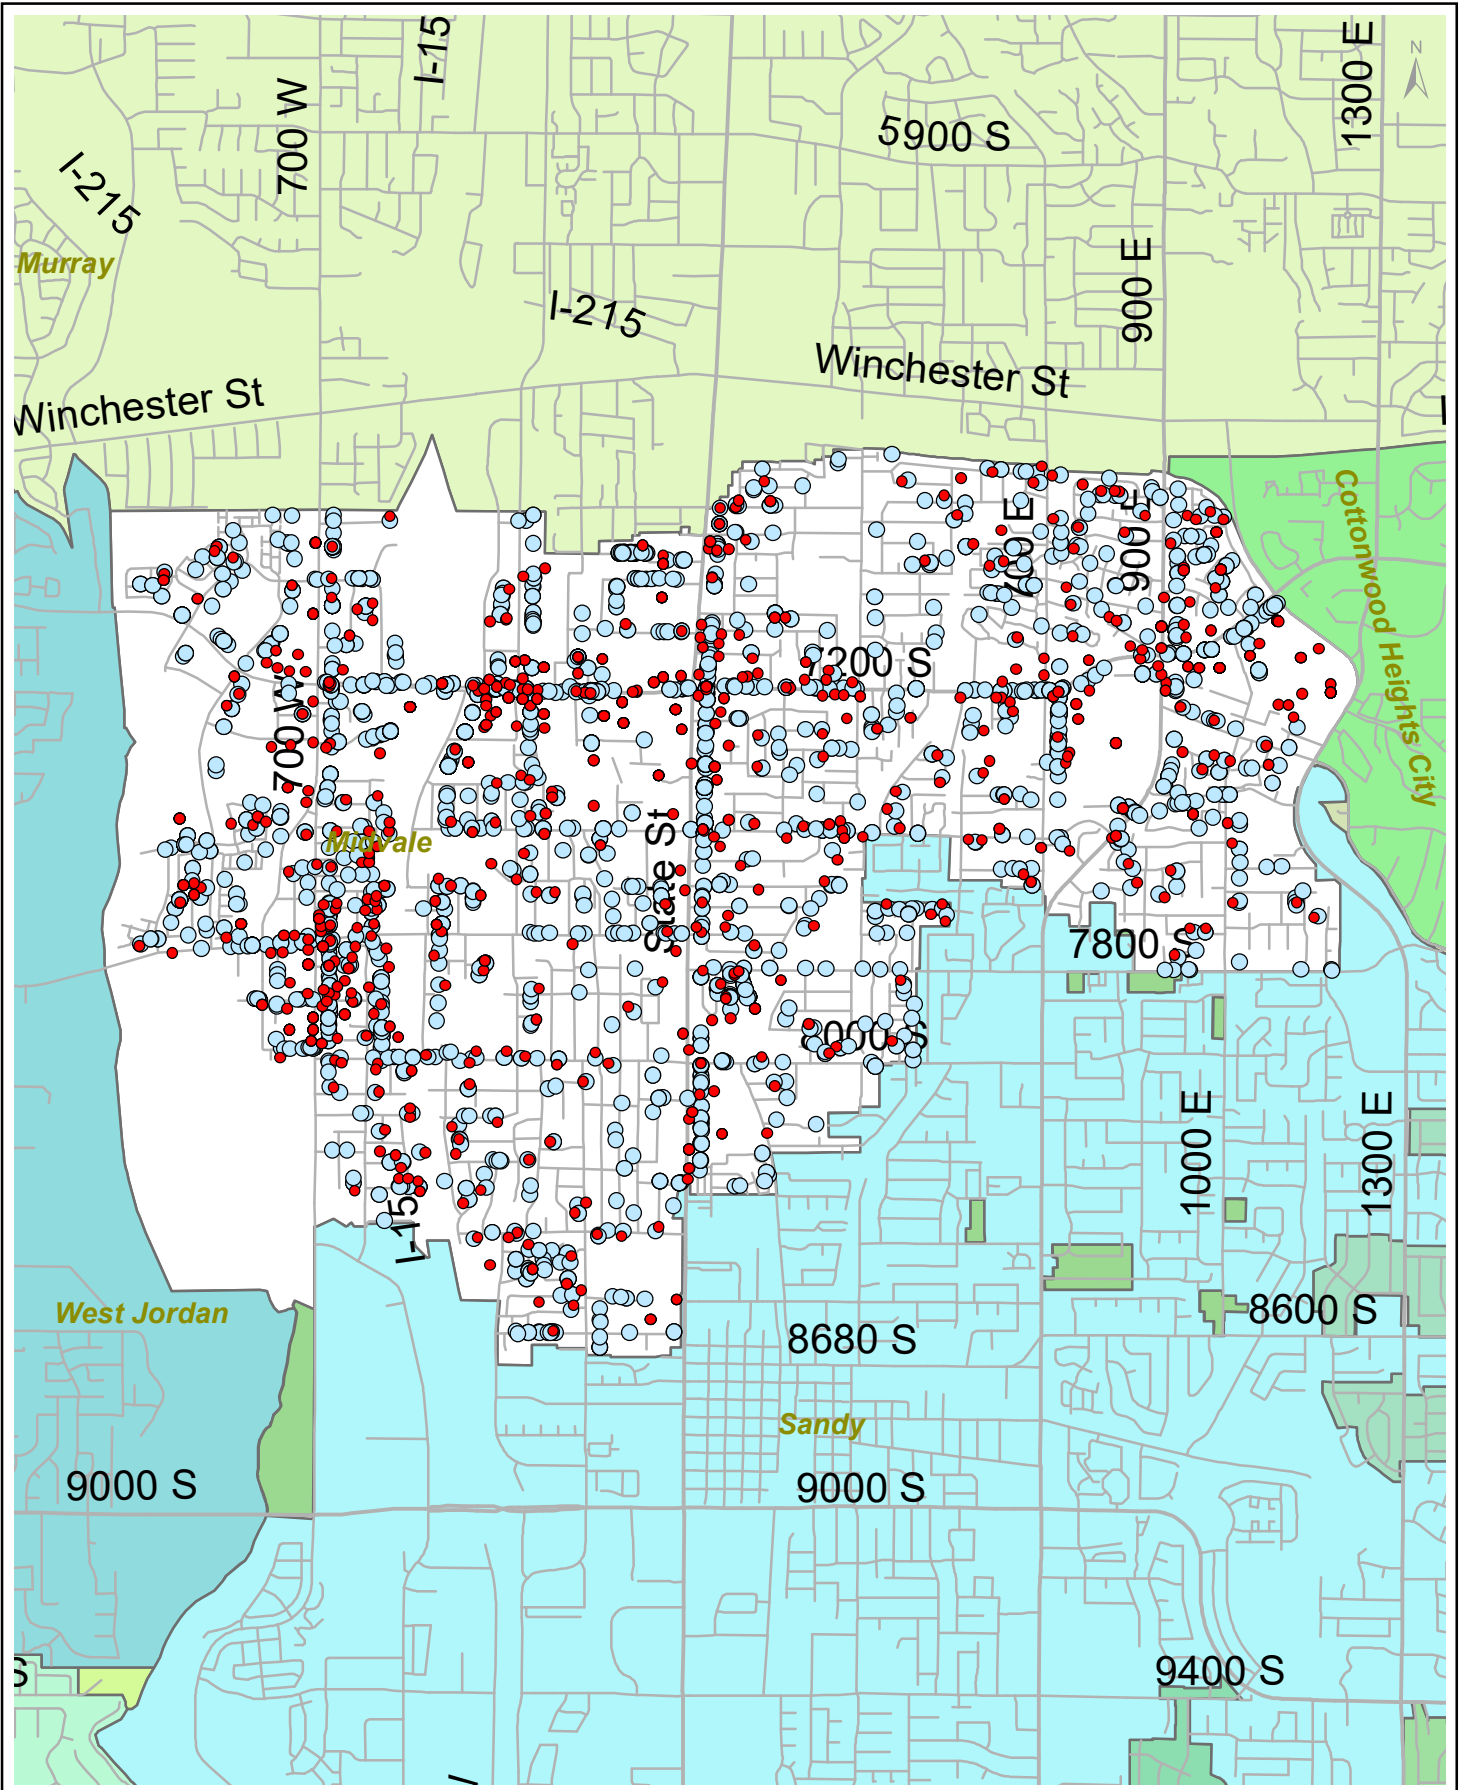 I-15
1300 E
N
700 W
5900 S
I-215
Murray
900 E
I-215
Winchester St
Winchester St
Cottonwood Heights City
600 E
900 E
7200 S
700 W
Midvale
State St
7800 S
8000 S
1000 E
1300 E
I-15
West Jordan
8600 S
8680 S
Sandy
9000 S
9000 S
S
9400 S